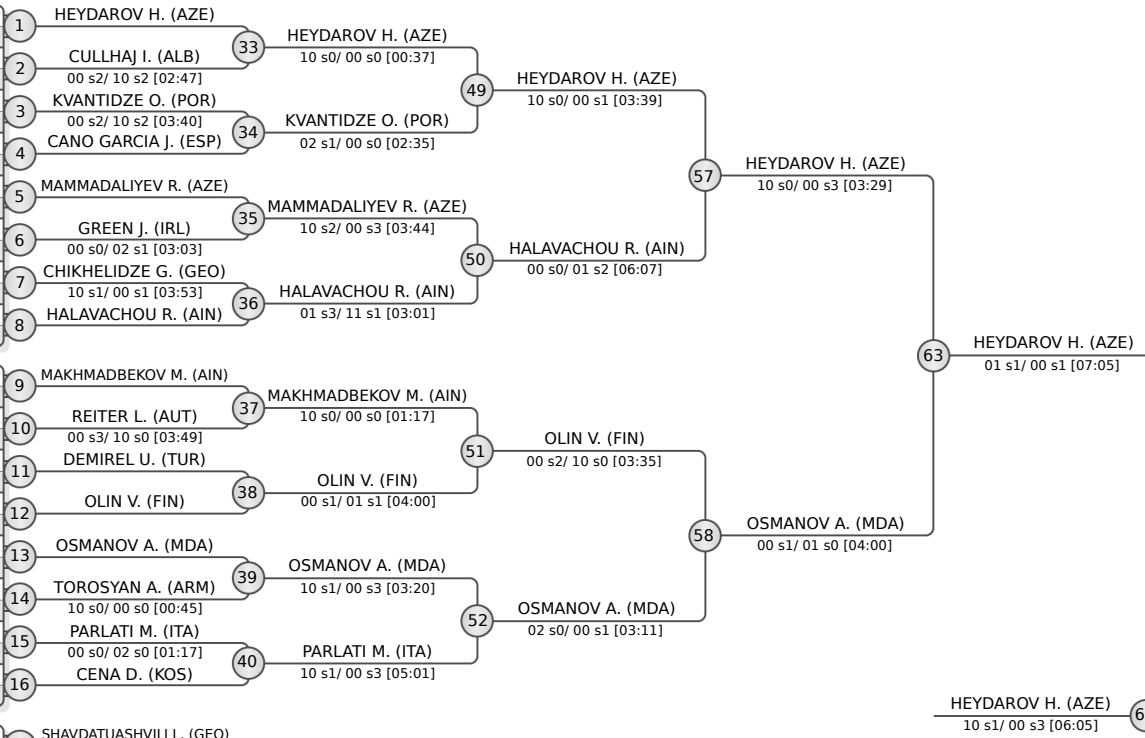 1
HEYDAROV H. (AZE)
2
CULLHAJ I. (ALB)
00 s2/ 10 s2 [02:47]
3
KVANTIDZE O. (POR)
00 s2/ 10 s2 [03:40]
4
CANO GARCIA J. (ESP)
5
MAMMADALIYEV R. (AZE)
6
GREEN J. (IRL)
00 s0/ 02 s1 [03:03]
7
CHIKHELIDZE G. (GEO)
10 s1/ 00 s1 [03:53]
8
HALAVACHOU R. (AIN)
9
MAKHMADBEKOV M. (AIN)
10
REITER L. (AUT)
00 s3/ 10 s0 [03:49]
11
DEMIREL U. (TUR)
12
OLIN V. (FIN)
13
OSMANOV A. (MDA)
14
TOROSYAN A. (ARM)
10 s0/ 00 s0 [00:45]
15
PARLATI M. (ITA)
00 s0/ 02 s0 [01:17]
16
CENA D. (KOS)
SHAVDATUASHVILI L. (GEO)
33
HEYDAROV H. (AZE)
10 s0/ 00 s0 [00:37]
34
KVANTIDZE O. (POR)
02 s1/ 00 s0 [02:35]
35
MAMMADALIYEV R. (AZE)
10 s2/ 00 s3 [03:44]
36
HALAVACHOU R. (AIN)
01 s3/ 11 s1 [03:01]
37
MAKHMADBEKOV M. (AIN)
10 s0/ 00 s0 [01:17]
38
OLIN V. (FIN)
00 s1/ 01 s1 [04:00]
39
OSMANOV A. (MDA)
10 s1/ 00 s3 [03:20]
40
PARLATI M. (ITA)
10 s1/ 00 s3 [05:01]
49
HEYDAROV H. (AZE)
10 s0/ 00 s1 [03:39]
50
HALAVACHOU R. (AIN)
00 s0/ 01 s2 [06:07]
51
OLIN V. (FIN)
00 s2/ 10 s0 [03:35]
52
OSMANOV A. (MDA)
02 s0/ 00 s1 [03:11]
57
HEYDAROV H. (AZE)
10 s0/ 00 s3 [03:29]
58
OSMANOV A. (MDA)
00 s1/ 01 s0 [04:00]
63
HEYDAROV H. (AZE)
01 s1/ 00 s1 [07:05]
HEYDAROV H. (AZE)
10 s1/ 00 s3 [06:05]
6